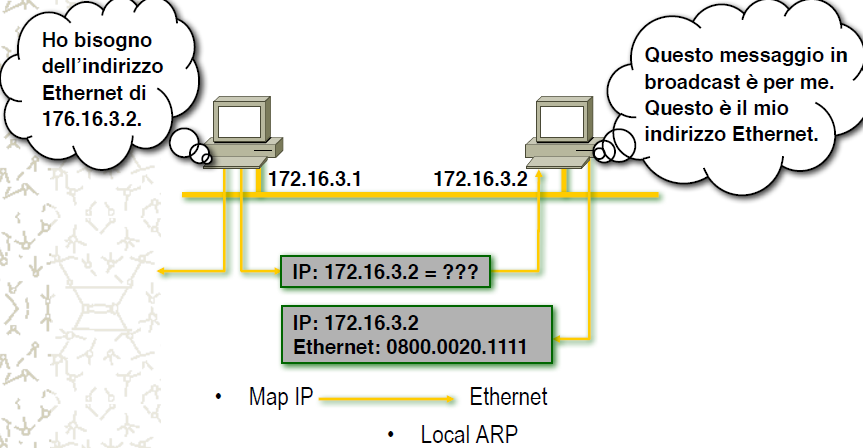 Ho bisogno
dell'indirizzo
Ethernet di
176.16.3.2.
Questo messaggio in
broadcast è per me.
Questo è il mio
indirizzo Ethernet.
172.16.3.1
172.16.3.2
IP: 172.16.3.2 = ???
IP: 172.16.3.2
Ethernet: 0800.0020.1111
• Map IP Ethernet
• Local ARP